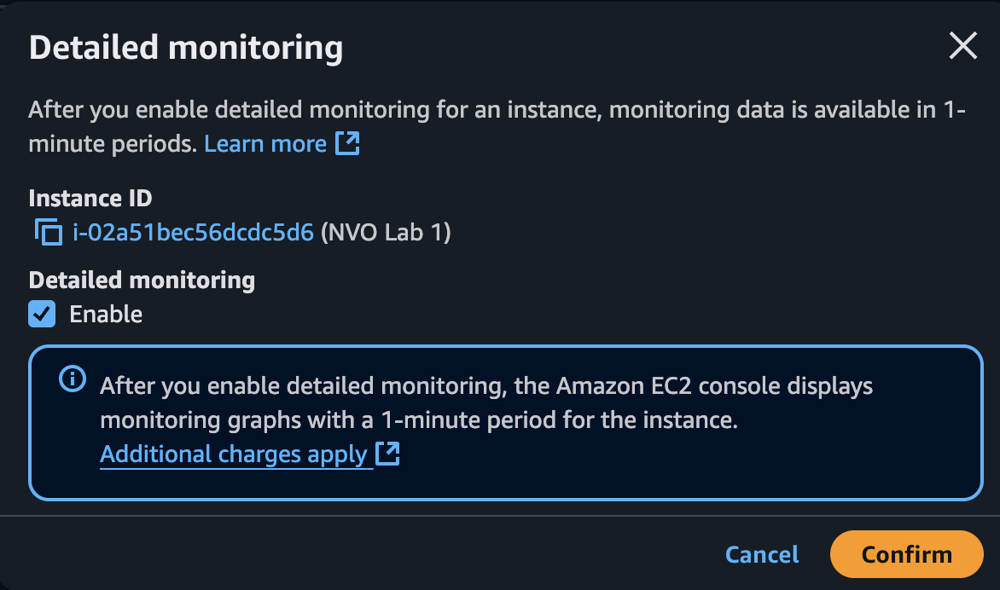 Detailed monitoring
After you enable detailed monitoring for an instance, monitoring data is available in 1-
minute periods. Learn more
Instance ID
i-02a51bec56dcdc5d6 (NVO Lab 1)
Detailed monitoring
Enable
After you enable detailed monitoring, the Amazon EC2 console displays
monitoring graphs with a 1-minute period for the instance.
Additional charges apply
Cancel Confirm